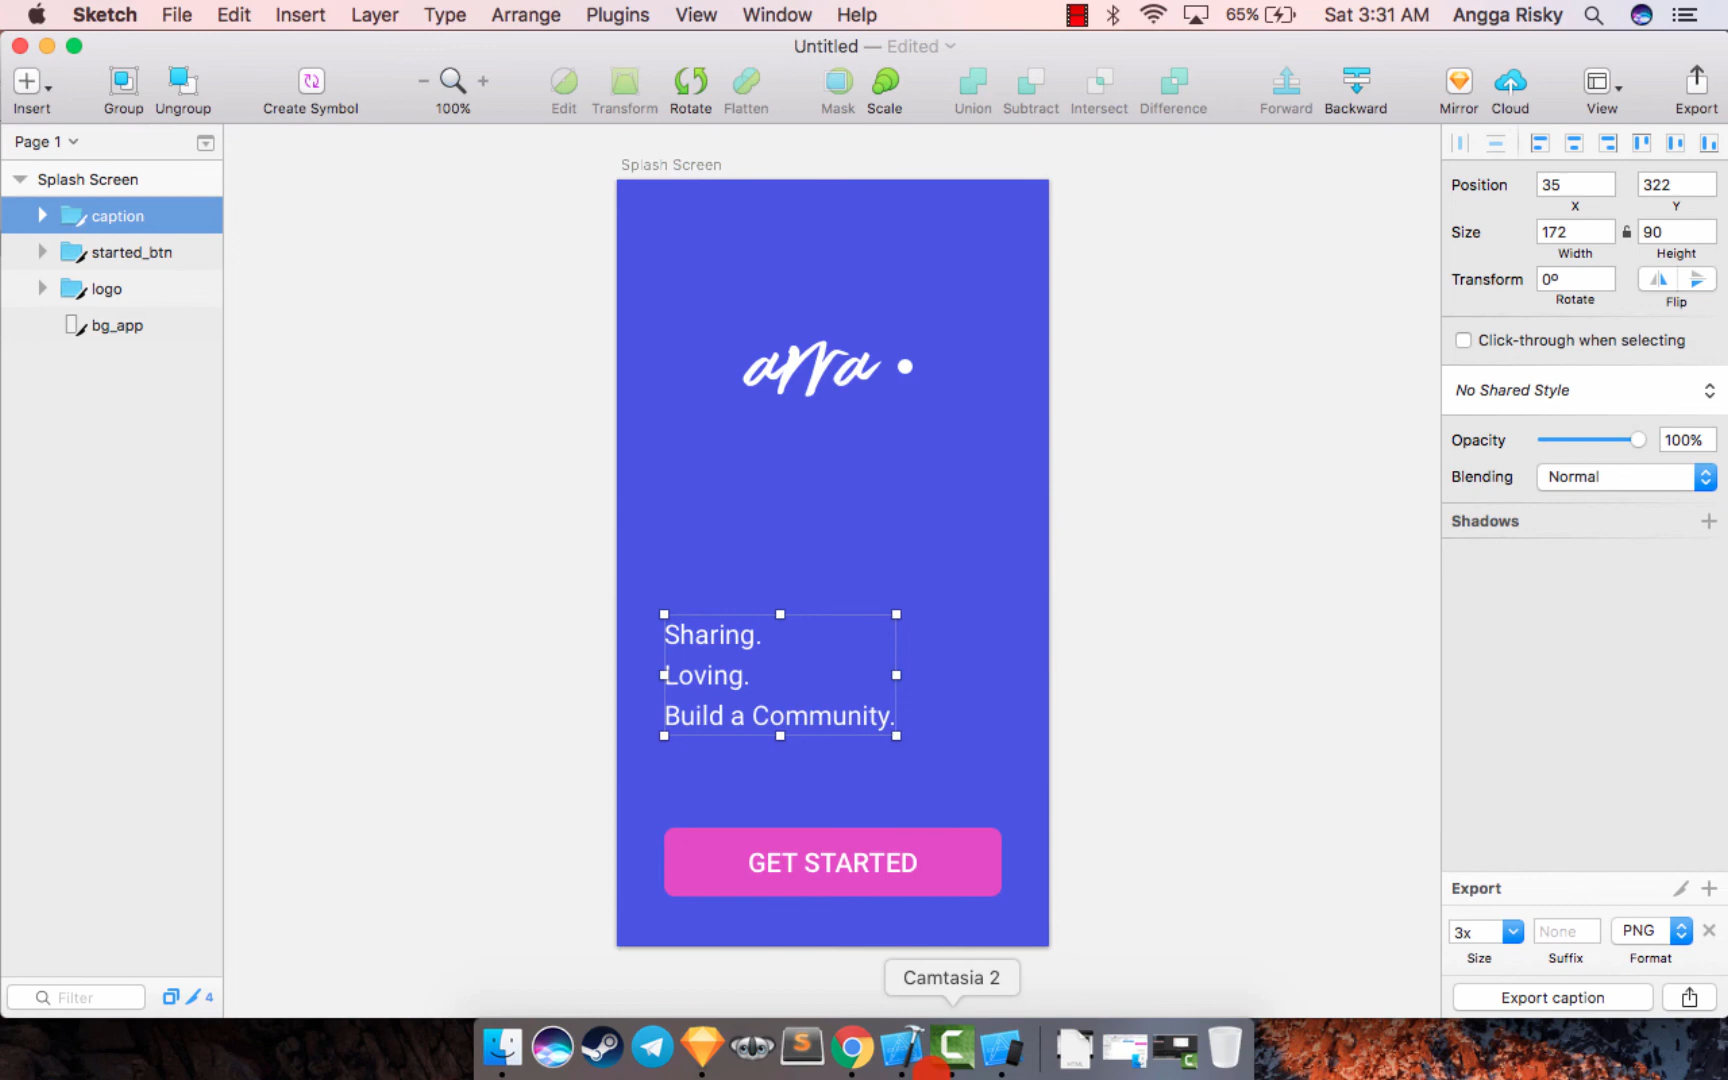 Sketch File Edit Insert Layer Type Arrange Plugins View Window Help 65% Sat 3:31 AM Angga Risky
Untitled — Edited
Insert Group Ungroup Create Symbol 100% Edit Transform Rotate Flatten Mask Scale Union Subtract Intersect Difference Forward Backward Mirror Cloud View Export
Page 1
Splash Screen
caption
started_btn
logo
bg_app
Filter 4
Splash Screen
arra
Sharing.
Loving.
Build a Community.
GET STARTED
Camtasia 2
Position 35 322
X Y
Size 172 90
Width Height
Transform 0º
Rotate Flip
Click-through when selecting
No Shared Style
Opacity 100%
Blending Normal
Shadows
Export
3x None PNG
Size Suffix Format
Export caption